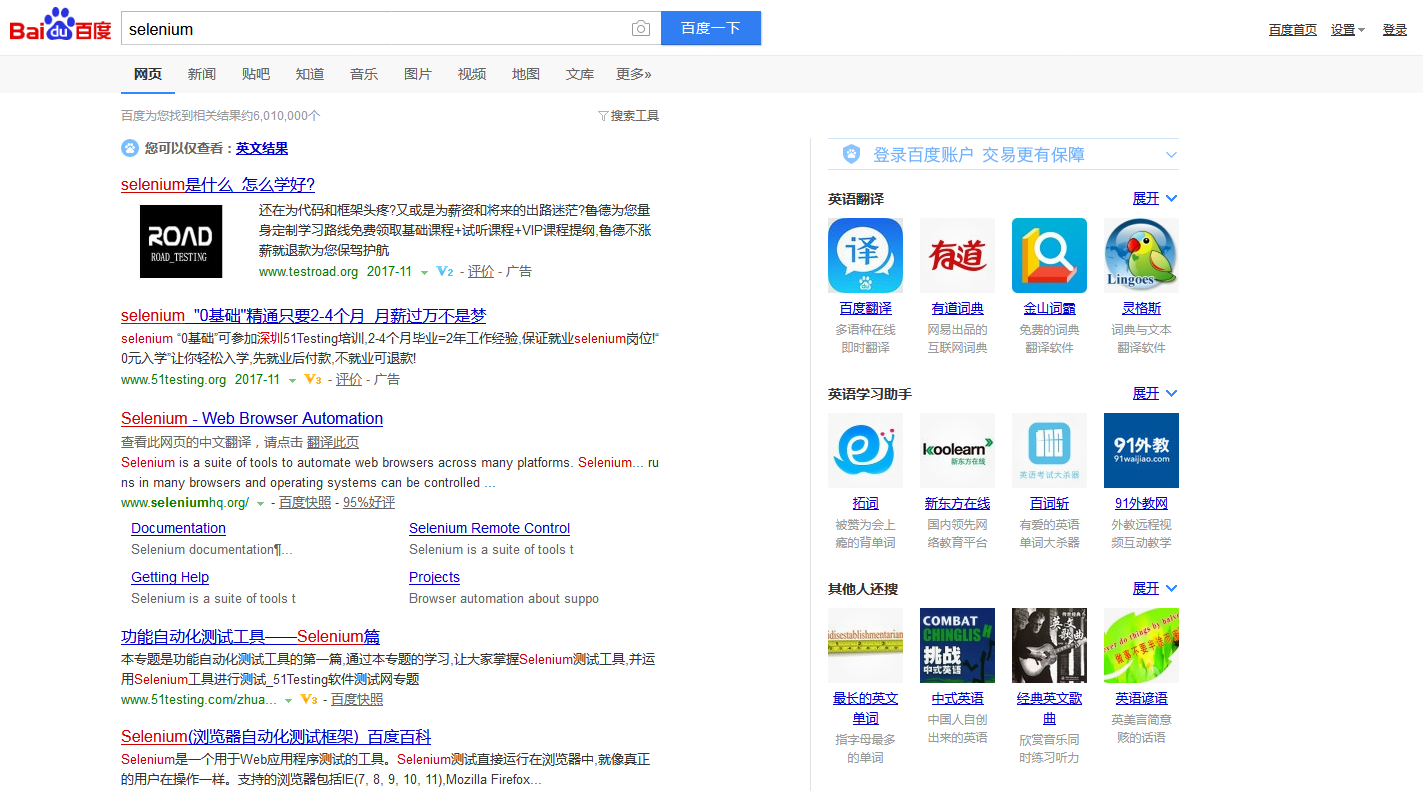 Baidu百度
selenium
百度一下
百度首页 设置 登录
网页 新闻 贴吧 知道 音乐 图片 视频 地图 文库 更多»
百度为您找到相关结果约6,010,000个
搜索工具
您可以仅查看：英文结果
selenium是什么 怎么学好?
ROAD
ROAD_TESTING
还在为代码和框架头疼?又或是为薪资和将来的出路迷茫?鲁德为您量
身定制学习路线免费领取基础课程+试听课程+VIP课程提纲,鲁德不涨
薪就退款为您保驾护航
www.testroad.org 2017-11 V2 - 评价 - 广告
selenium "0基础"精通只要2-4个月 月薪过万不是梦
selenium “0基础”可参加深圳51Testing培训,2-4个月毕业=2年工作经验,保证就业selenium岗位!“
0元入学”让你轻松入学,先就业后付款,不就业可退款!
www.51testing.org 2017-11 V3 - 评价 - 广告
Selenium - Web Browser Automation
查看此网页的中文翻译，请点击 翻译此页
Selenium is a suite of tools to automate web browsers across many platforms. Selenium... ru
ns in many browsers and operating systems can be controlled ...
www.seleniumhq.org/ - 百度快照 - 95%好评
Documentation
Selenium documentation¶...
Selenium Remote Control
Selenium is a suite of tools t
Getting Help
Selenium is a suite of tools t
Projects
Browser automation about suppo
功能自动化测试工具——Selenium篇
本专题是功能自动化测试工具的第一篇,通过本专题的学习,让大家掌握Selenium测试工具,并运
用Selenium工具进行测试_51Testing软件测试网专题
www.51testing.com/zhua... V3 - 百度快照
Selenium(浏览器自动化测试框架)_百度百科
Selenium是一个用于Web应用程序测试的工具。Selenium测试直接运行在浏览器中,就像真正
的用户在操作一样。支持的浏览器包括IE(7, 8, 9, 10, 11),Mozilla Firefox...
登录百度账户 交易更有保障
英语翻译 展开
译
有道
Lingoes
百度翻译 有道词典 金山词霸 灵格斯
多语种在线 网易出品的 免费的词典 词典与文本
即时翻译 互联网词典 翻译软件 翻译软件
英语学习助手 展开
koolearn
新东方在线
100
英语考试大杀器
91外教
91waijiao.com
拓词 新东方在线 百词斩 91外教网
被赞为会上 国内领先网 有爱的英语 外教远程视
瘾的背单词 络教育平台 单词大杀器 频互动教学
其他人还搜 展开
idisestablishmentarian
COMBAT
CHINGLISH
挑战
中式英语
英文歌曲
ever do things by halve
做事不要半途而废
最长的英文 中式英语 经典英文歌 英语谚语
单词 中国人自创 曲 英美言简意
指字母最多 出来的英语 欣赏音乐同 赅的话语
的单词 时练习听力